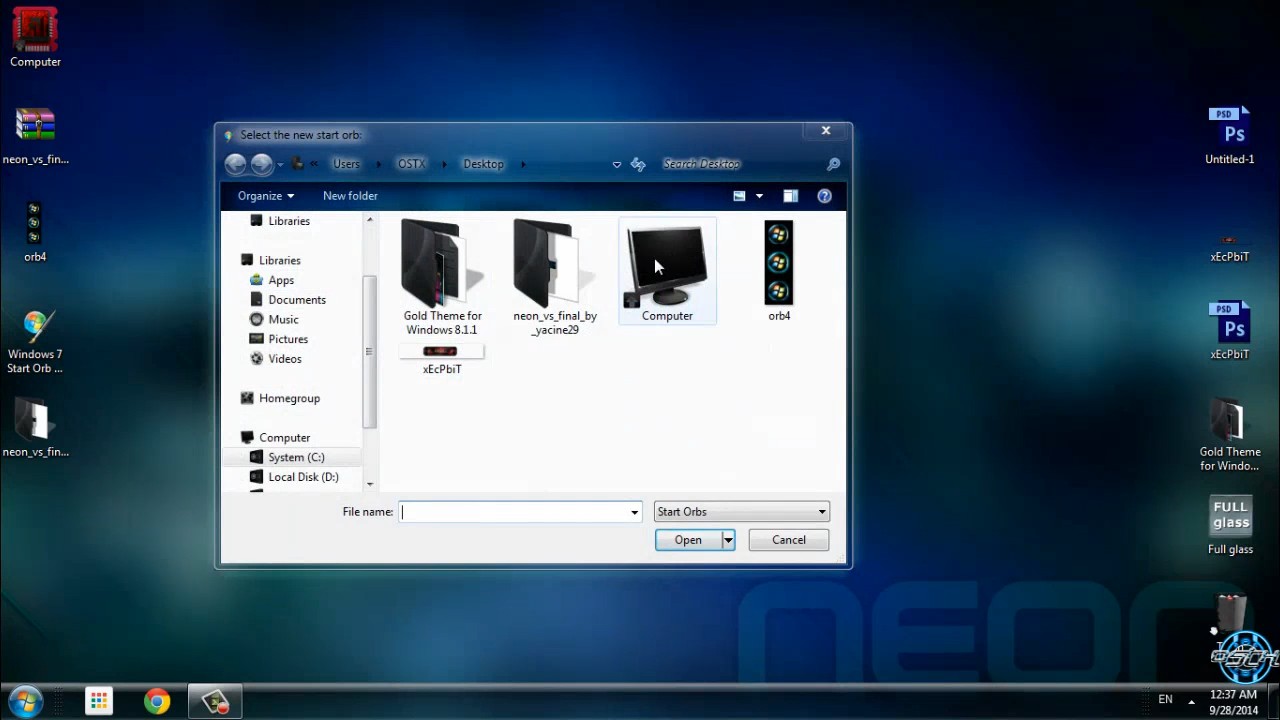 Computer
neon_vs_fin...
orb4
Windows 7
Start Orb ...
neon_vs_fin...
Select the new start orb:
Users
OSTX
Desktop
Search Desktop
Organize
New folder
Libraries
Libraries
Apps
Documents
Music
Pictures
Videos
Homegroup
Computer
System (C:)
Local Disk (D:)
Gold Theme for
Windows 8.1.1
neon_vs_final_by
_yacine29
Computer
orb4
xEcPbiT
File name:
Start Orbs
Open
Cancel
PSD
Ps
Untitled-1
xEcPbiT
PSD
Ps
xEcPbiT
Gold Theme
for Windo...
FULL
glass
Full glass
NEON
EN
12:37 AM
9/28/2014